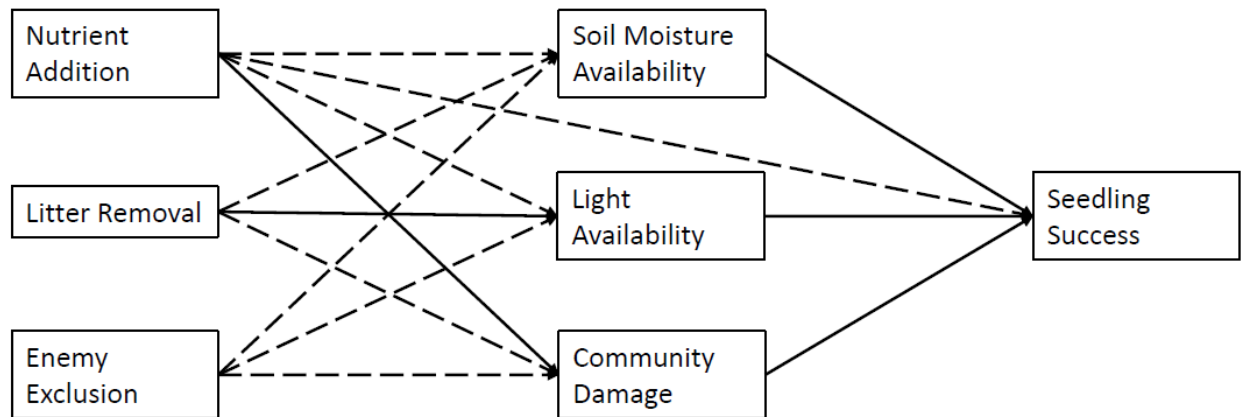 Nutrient
Addition
Soil Moisture
Availability
Litter Removal
Light
Availability
Seedling
Success
Enemy
Exclusion
Community
Damage